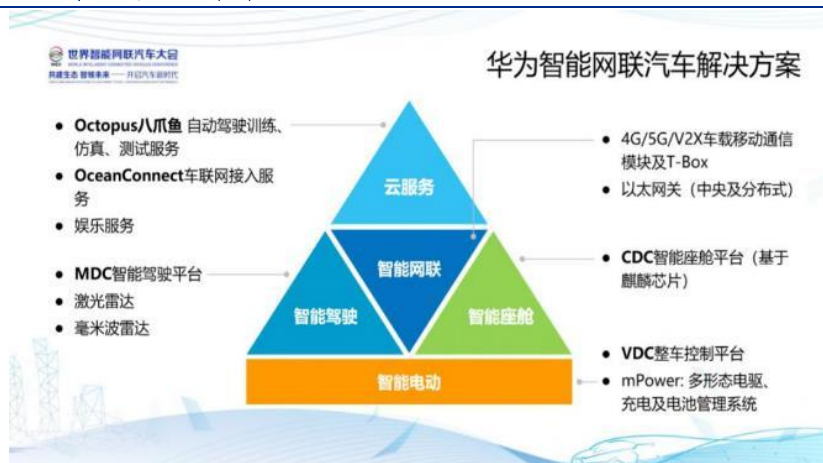 世界智能网联汽车大会
共建生态 智领未来——开启汽车新时代
华为智能网联汽车解决方案
● Octopus八爪鱼 自动驾驶训练、
仿真、测试服务
● OceanConnect车联网接入服
务
● 娱乐服务
● MDC智能驾驶平台
● 激光雷达
● 毫米波雷达
云服务
智能网联
智能驾驶
智能座舱
智能电动
● 4G/5G/V2X车载移动通信
模块及T-Box
● 以太网关（中央及分布式）
● CDC智能座舱平台（基于
麒麟芯片）
● VDC整车控制平台
● mPower: 多形态电驱、
充电及电池管理系统